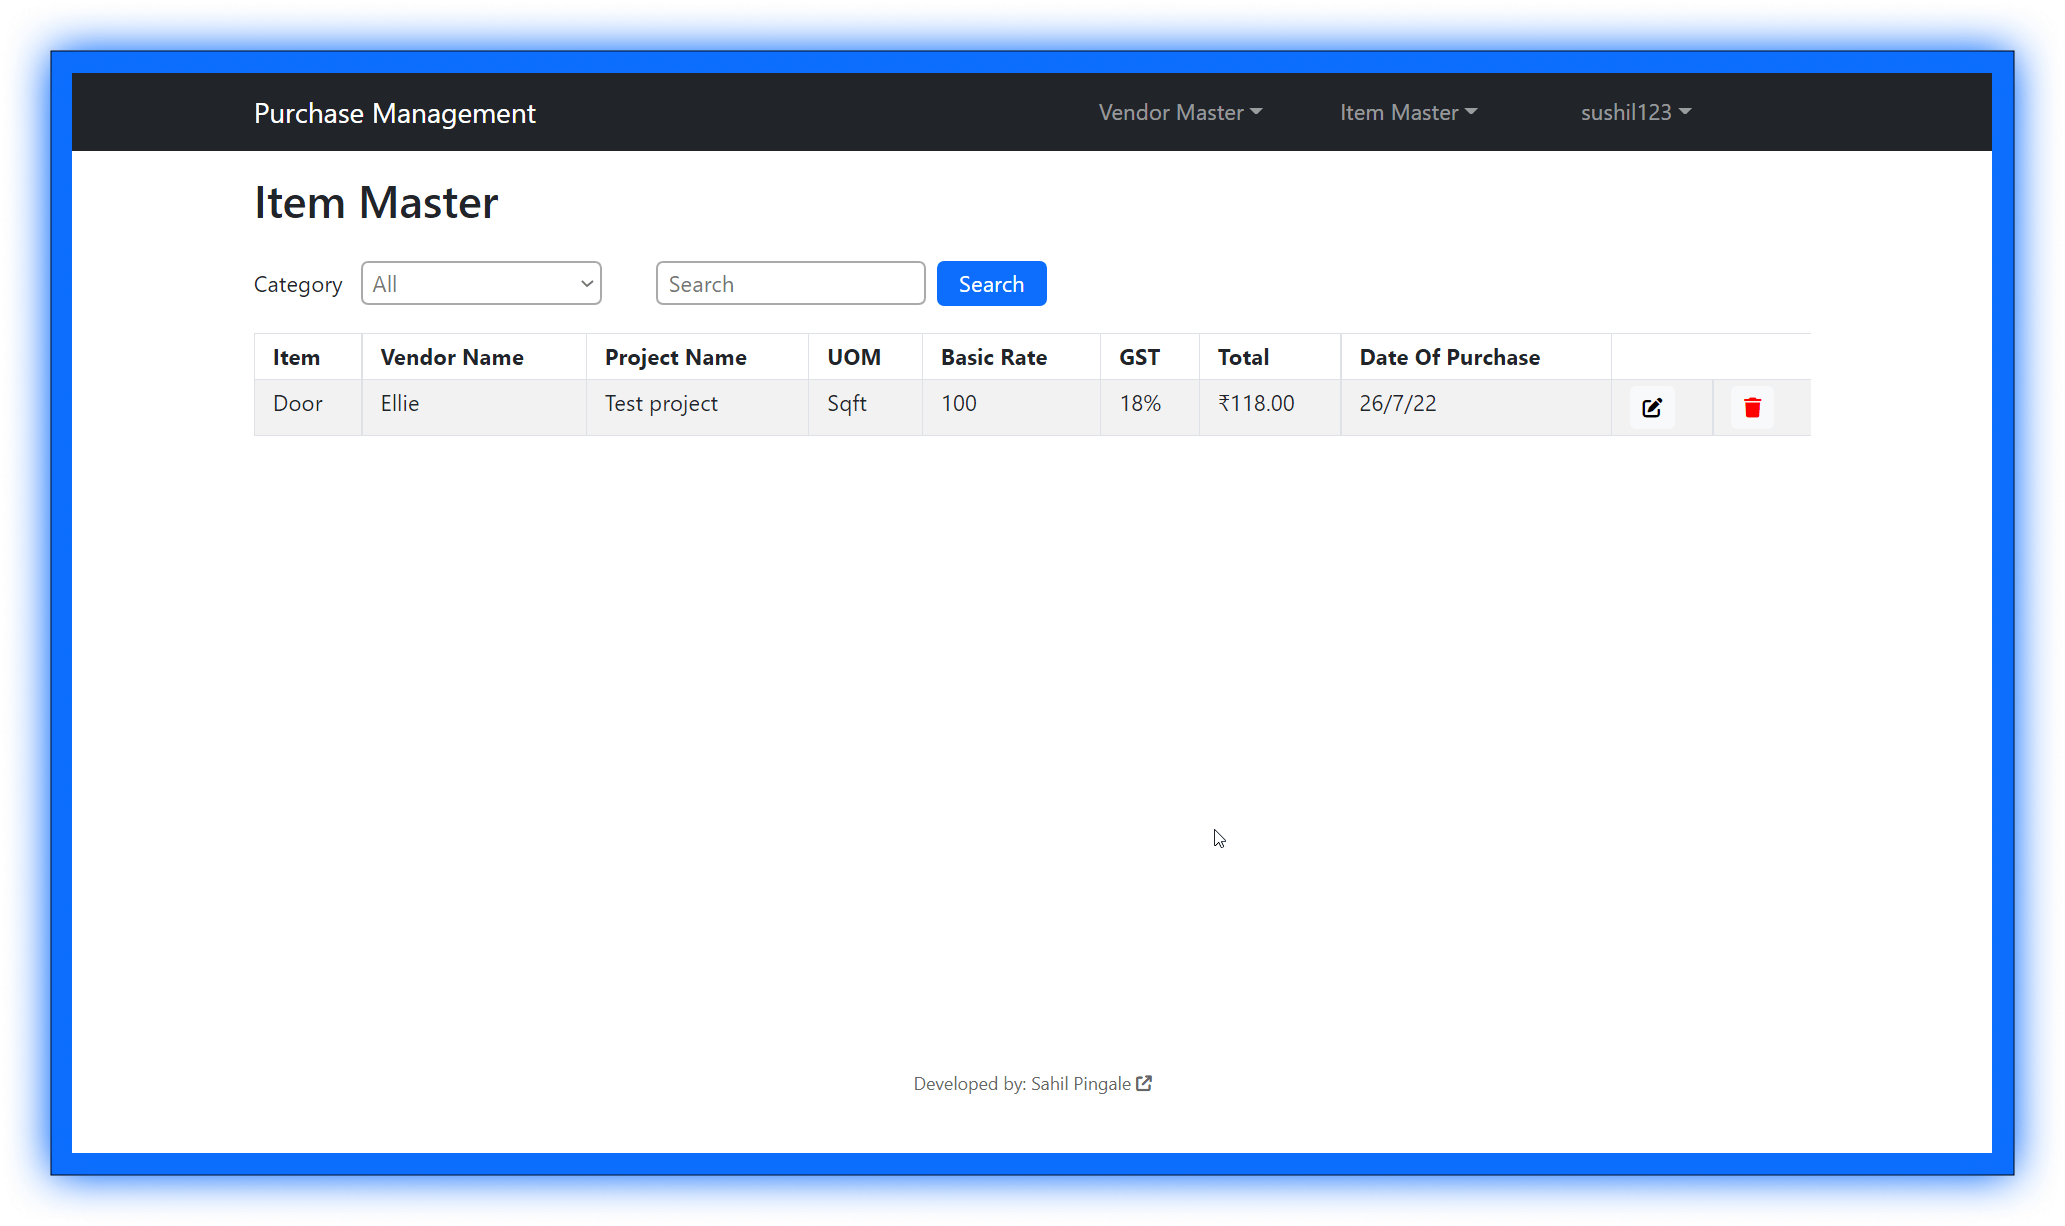 Purchase Management Vendor Master Item Master sushil123
Item Master
Category All Search Search
Item Vendor Name Project Name UOM Basic Rate GST Total Date Of Purchase
Door Ellie Test project Sqft 100 18% ₹118.00 26/7/22
Developed by: Sahil Pingale